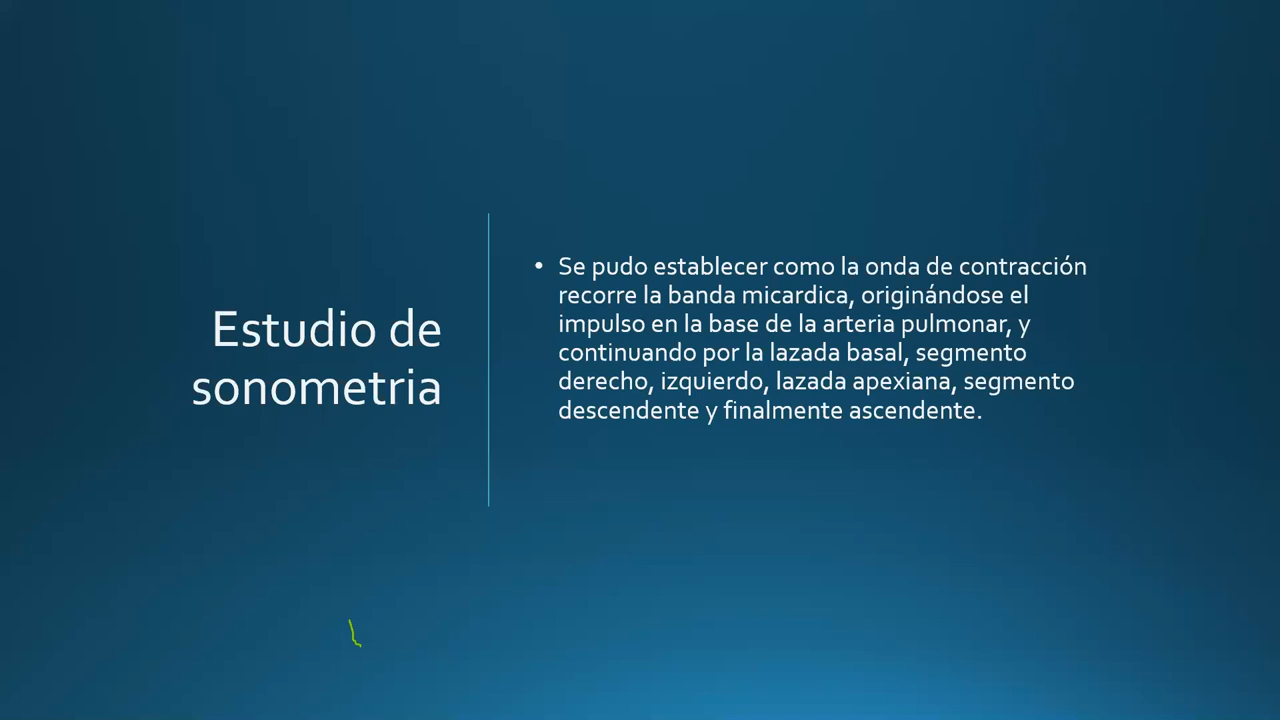 Estudio de
sonometria
• Se pudo establecer como la onda de contracción
recorre la banda micardica, originándose el
impulso en la base de la arteria pulmonar, y
continuando por la lazada basal, segmento
derecho, izquierdo, lazada apexiana, segmento
descendente y finalmente ascendente.